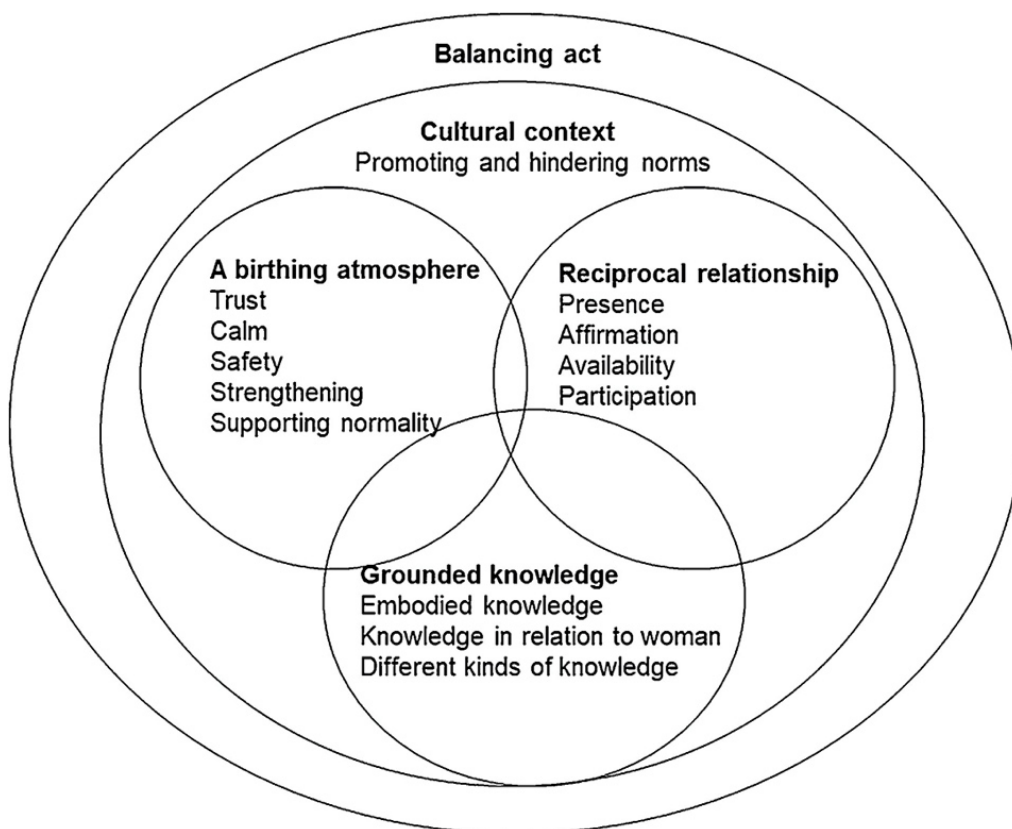 Balancing act
Cultural context
Promoting and hindering norms
A birthing atmosphere
Trust
Calm
Safety
Strengthening
Supporting normality
Reciprocal relationship
Presence
Affirmation
Availability
Participation
Grounded knowledge
Embodied knowledge
Knowledge in relation to woman
Different kinds of knowledge